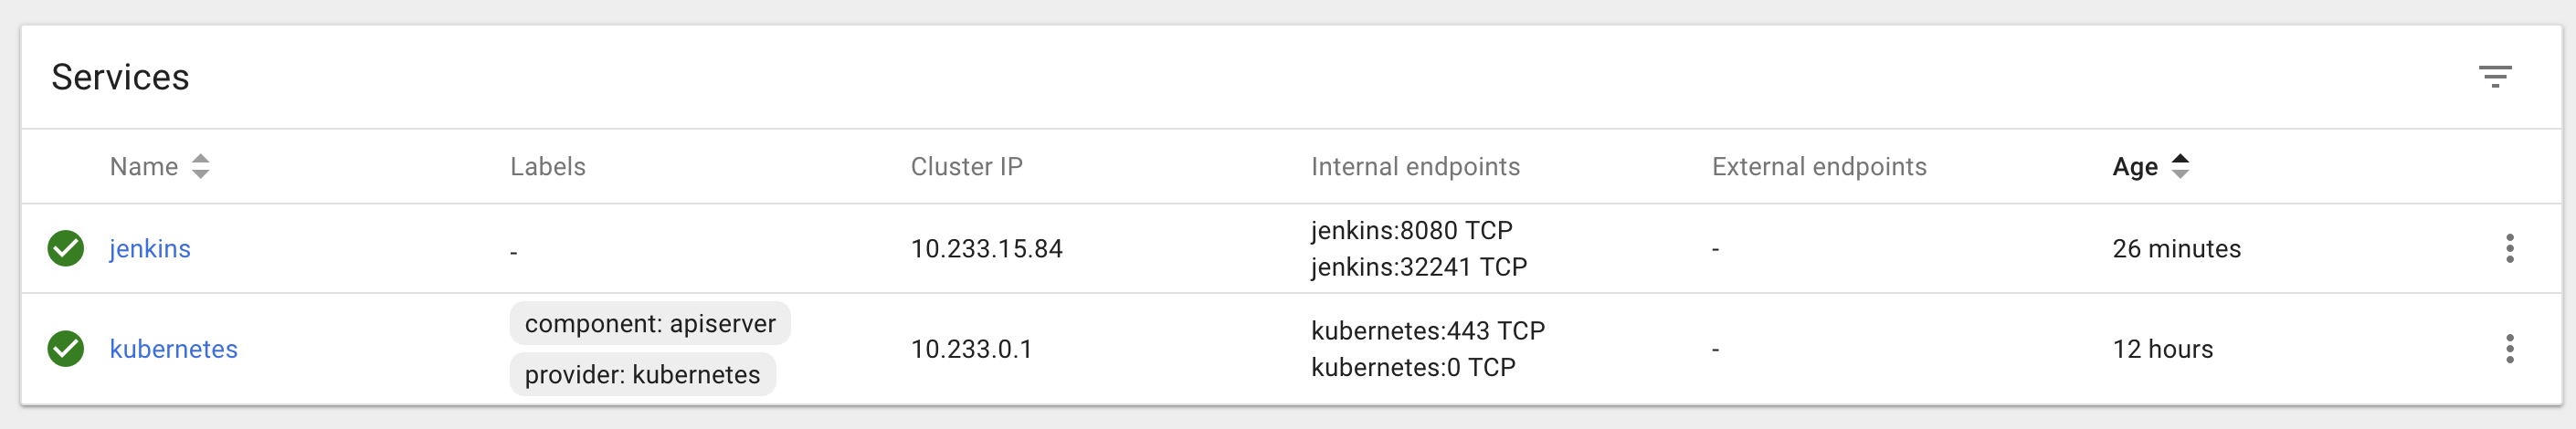 Services
Name Labels Cluster IP Internal endpoints External endpoints Age
jenkins - 10.233.15.84 jenkins:8080 TCP - 26 minutes
jenkins:32241 TCP
kubernetes component: apiserver 10.233.0.1 kubernetes:443 TCP - 12 hours
provider: kubernetes kubernetes:0 TCP